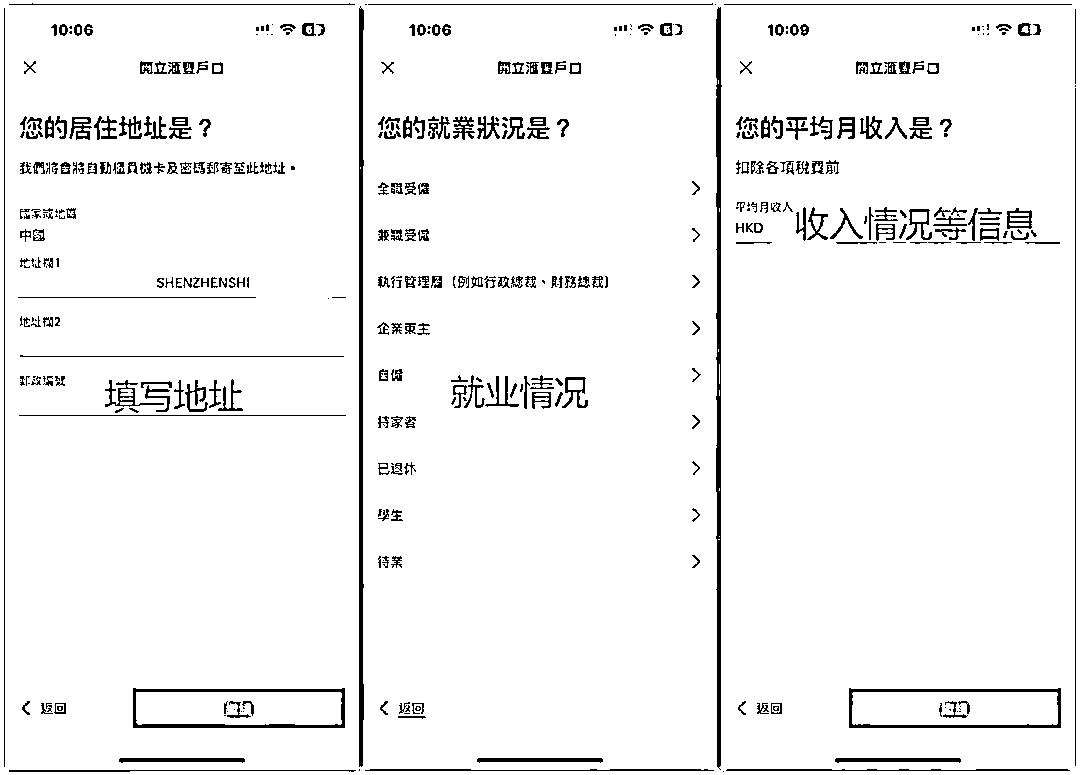 10:06
開立滙豐戶口
您的居住地址是？
我們將會將自動櫃員機卡及密碼郵寄至此地址。
國家或地區
中國
地址欄1
SHENZHENSHI
地址欄2
郵政編號
填写地址
返回
10:06
開立滙豐戶口
您的就業狀況是？
全職受僱
兼職受僱
執行管理層（例如行政總裁、財務總裁）
企業東主
自僱
就业情况
持家者
已退休
學生
待業
返回
10:09
開立滙豐戶口
您的平均月收入是？
扣除各項稅費前
平均月收入
HKD
收入情况等信息
返回